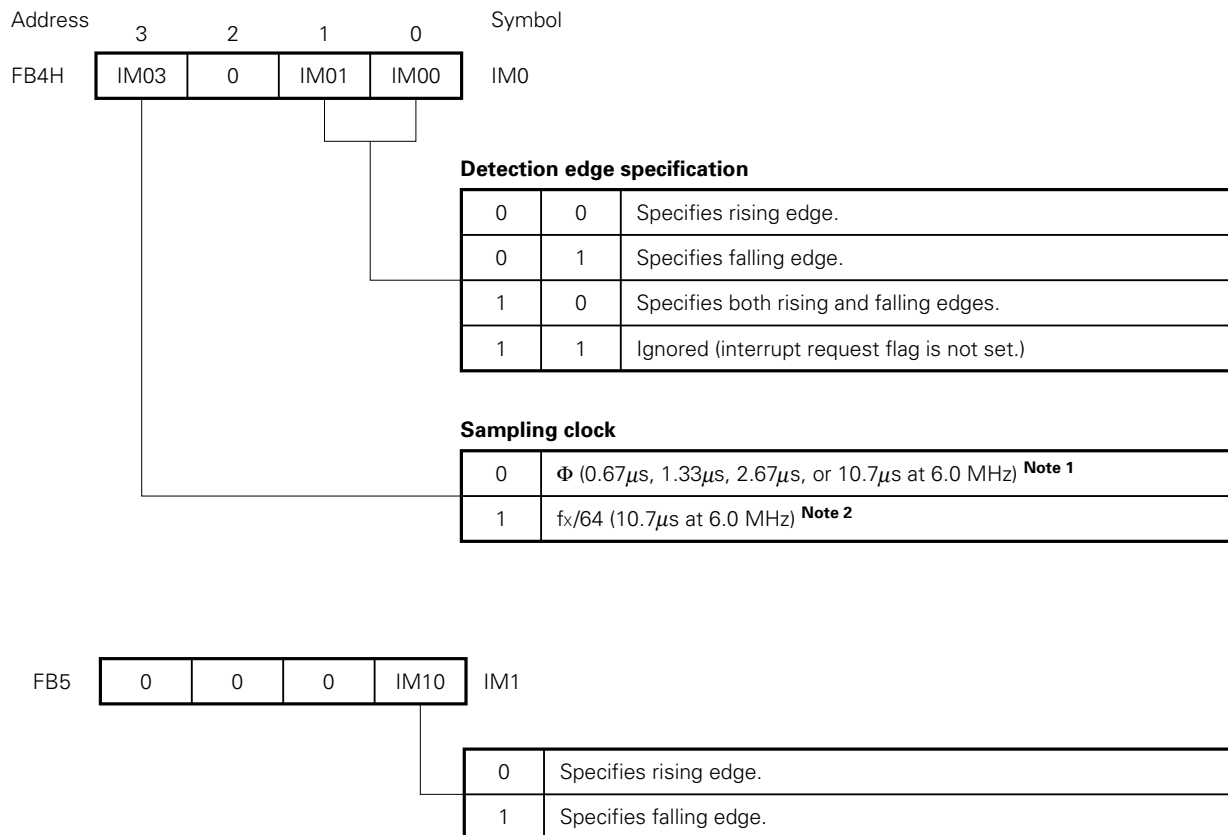 Address 3 2 1 0 Symbol
FB4H IM03 0 IM01 IM00 IM0
Detection edge specification
0 0 Specifies rising edge.
0 1 Specifies falling edge.
1 0 Specifies both rising and falling edges.
1 1 Ignored (interrupt request flag is not set.)
Sampling clock
0 Φ (0.67μs, 1.33μs, 2.67μs, or 10.7μs at 6.0 MHz) Note 1
1 fx/64 (10.7μs at 6.0 MHz) Note 2
FB5 0 0 0 IM10 IM1
0 Specifies rising edge.
1 Specifies falling edge.